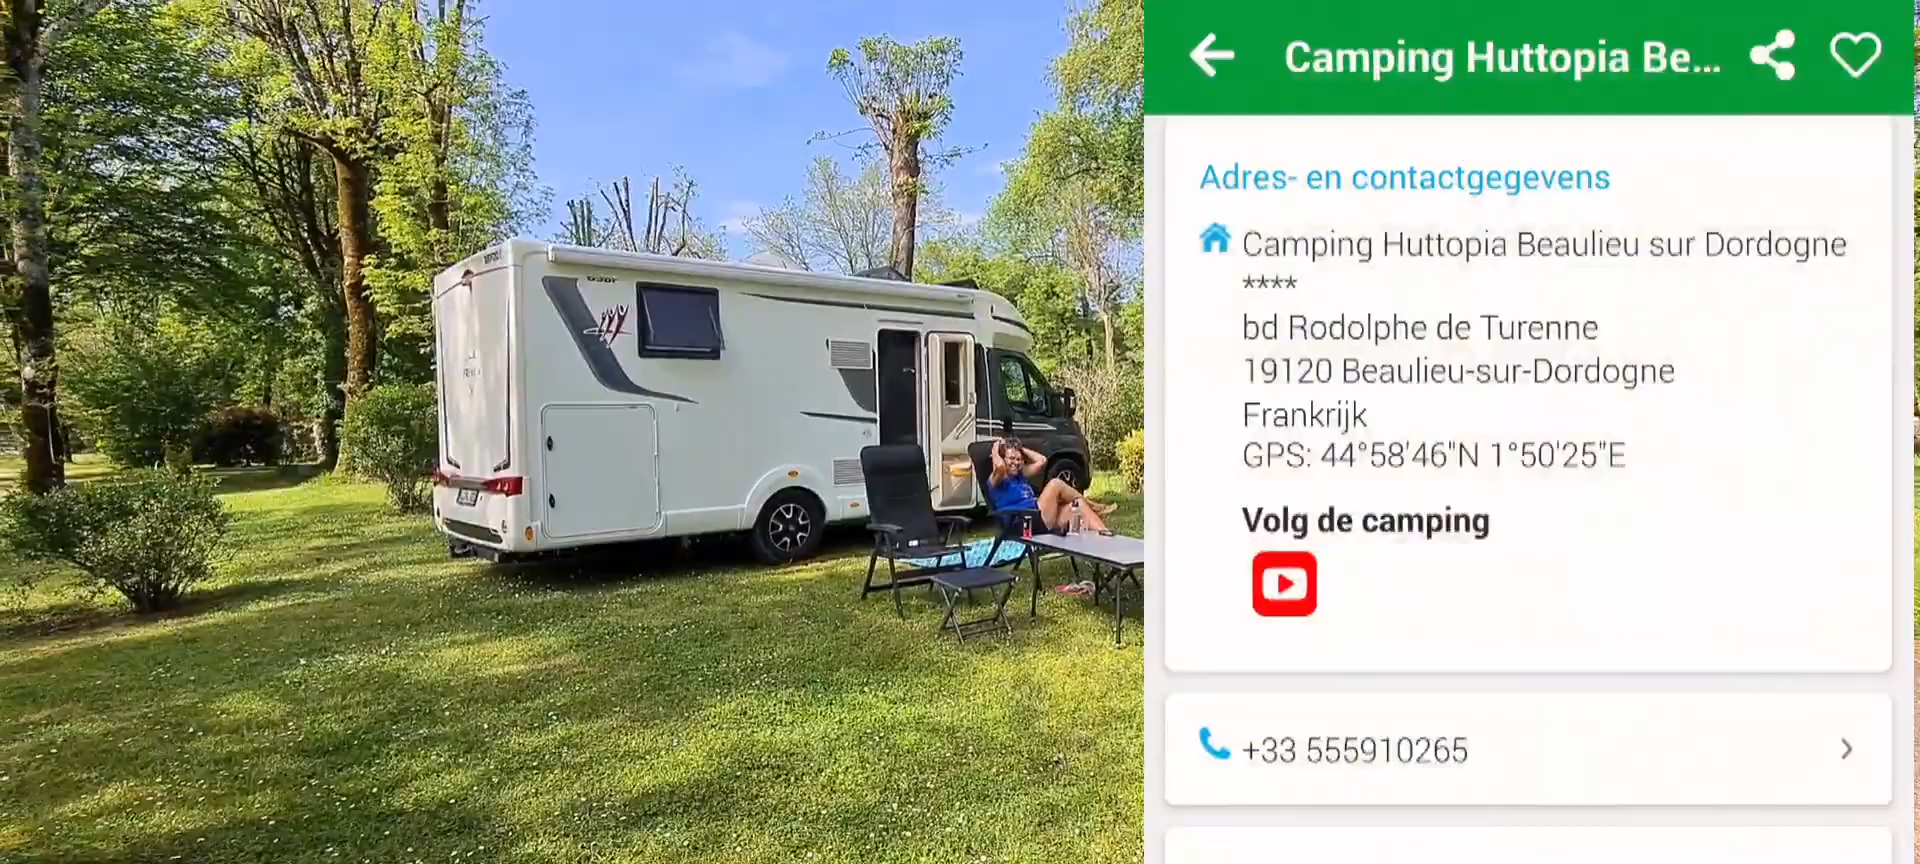 Camping Huttopia Be...
Adres- en contactgegevens
Camping Huttopia Beaulieu sur Dordogne
****
bd Rodolphe de Turenne
19120 Beaulieu-sur-Dordogne
Frankrijk
GPS: 44°58'46"N 1°50'25"E
Volg de camping
+33 555910265